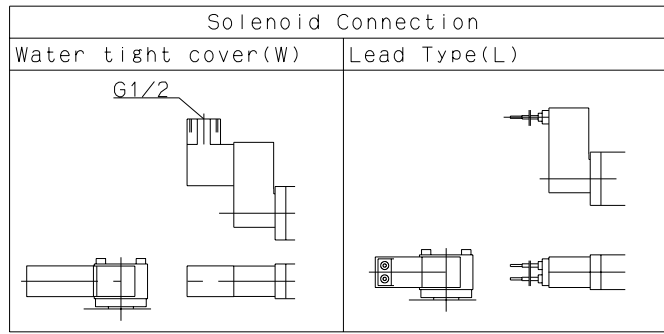 Solenoid Connection
Water tight cover(W)
Lead Type(L)
G1/2